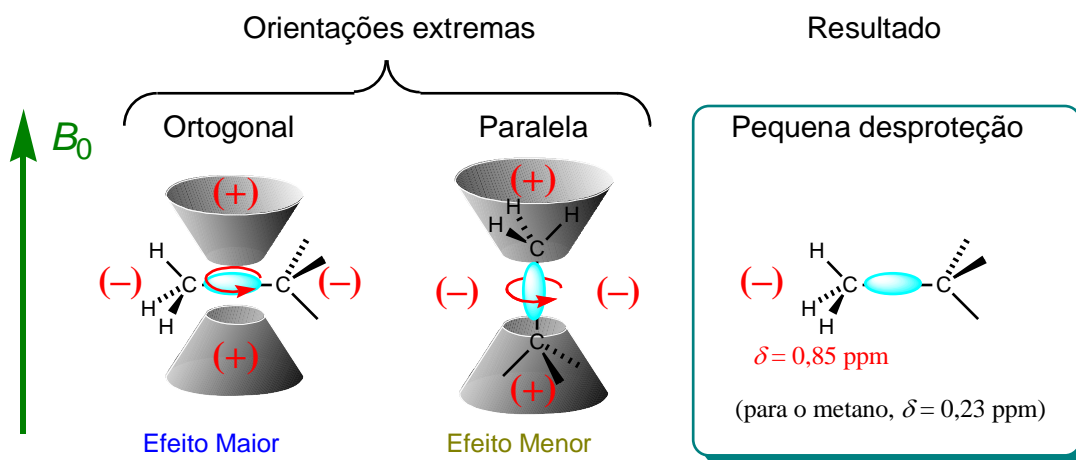 Orientações extremas
Resultado
B0
Ortogonal
Paralela
Pequena desproteção
(+)
(+)
H
H
H
C
H
(−)
C
C
(−)
H
H
(−)
(−)
(−)
H
C
C
H
H
C
(+)
(+)
δ = 0,85 ppm
(para o metano, δ = 0,23 ppm)
Efeito Maior
Efeito Menor